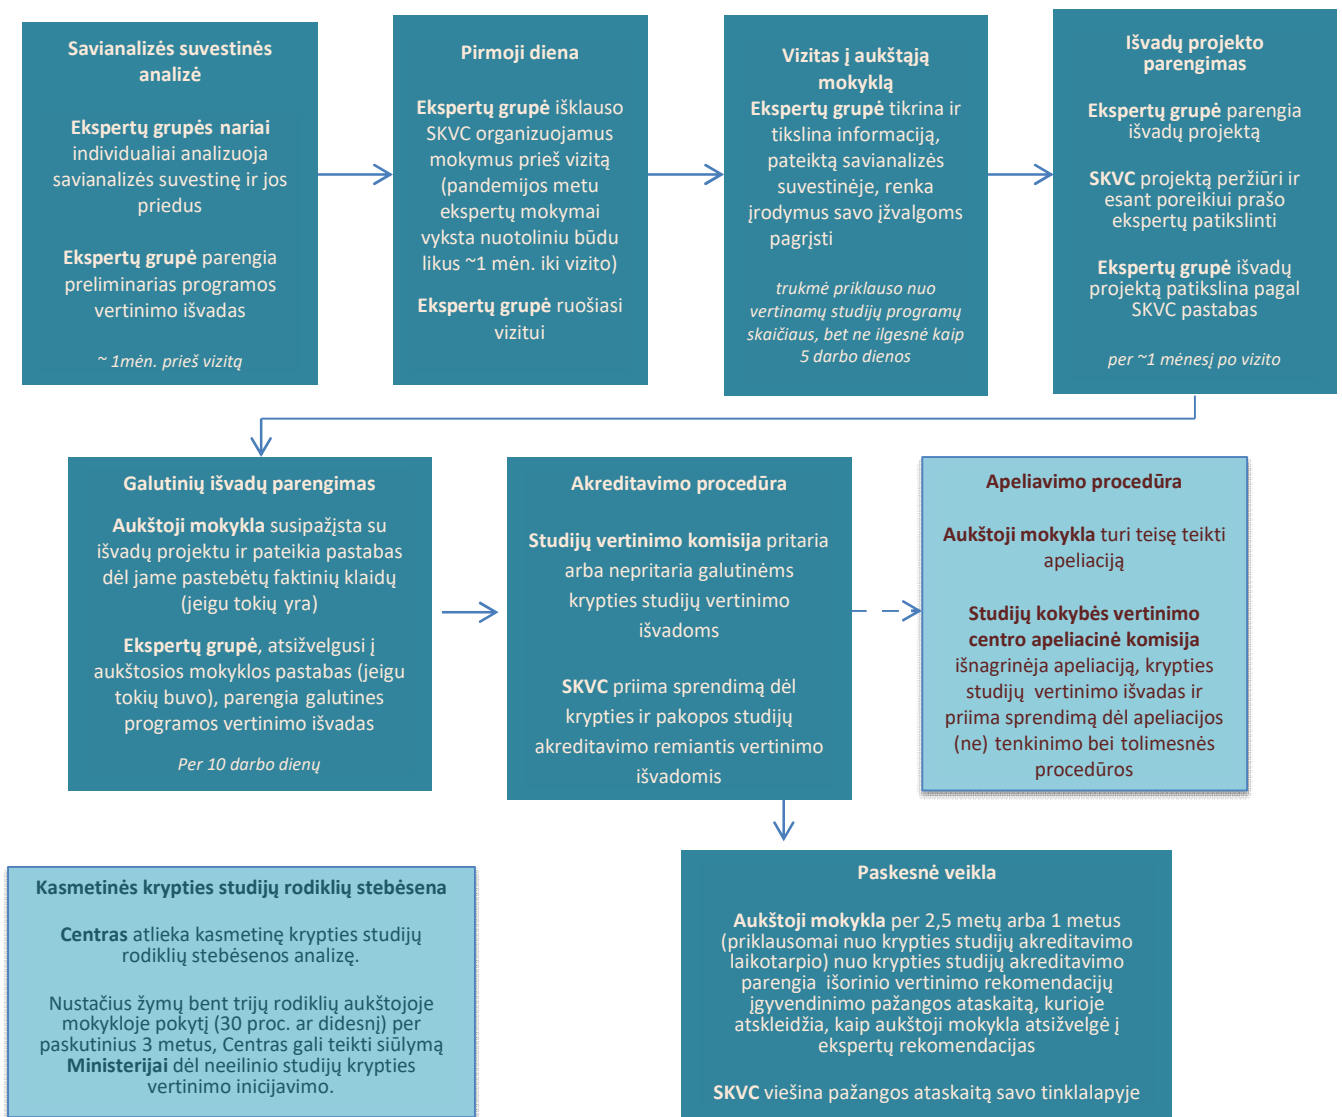 Savianalizės suvestinės
analizė
Ekspertų grupės nariai
individualiai analizuoja
savianalizės suvestinę ir jos
priedus
Ekspertų grupė parengia
preliminarias programos
vertinimo išvadas
~ 1mėn. prieš vizitą
Pirmoji diena
Ekspertų grupė išklauso
SKVC organizuojamus
mokymus prieš vizitą
(pandemijos metu
ekspertų mokymai
vyksta nuotoliniu būdu
likus ~1 mėn. iki vizito)
Ekspertų grupė ruošiasi
vizitui
Vizitas į aukštąją
mokyklą
Ekspertų grupė tikrina ir
tikslina informaciją,
pateiktą savianalizės
suvestinėje, renka
įrodymus savo įžvalgoms
pagrįsti
trukmė priklauso nuo
vertinamų studijų programų
skaičiaus, bet ne ilgesnė kaip
5 darbo dienos
Išvadų projekto
parengimas
Ekspertų grupė parengia
išvadų projektą
SKVC projektą peržiūri ir
esant poreikiui prašo
ekspertų patikslinti
Ekspertų grupė išvadų
projektą patikslina pagal
SKVC pastabas
per ~1 mėnesį po vizito
Galutinių išvadų parengimas
Aukštoji mokykla susipažįsta su
išvadų projektu ir pateikia pastabas
dėl jame pastebėtų faktinių klaidų
(jeigu tokių yra)
Ekspertų grupė, atsižvelgusi į
aukštosios mokyklos pastabas (jeigu
tokių buvo), parengia galutines
programos vertinimo išvadas
Per 10 darbo dienų
Akreditavimo procedūra
Studijų vertinimo komisija pritaria
arba nepritaria galutinėms
krypties studijų vertinimo
išvadoms
SKVC priima sprendimą dėl
krypties ir pakopos studijų
akreditavimo remiantis vertinimo
išvadomis
Apeliavimo procedūra
Aukštoji mokykla turi teisę teikti
apeliaciją
Studijų kokybės vertinimo
centro apeliacinė komisija
išnagrinėja apeliaciją, krypties
studijų vertinimo išvadas ir
priima sprendimą dėl apeliacijos
(ne) tenkinimo bei tolimesnės
procedūros
Kasmetinės krypties studijų rodiklių stebėsena
Centras atlieka kasmetinę krypties studijų
rodiklių stebėsenos analizę.
Nustačius žymų bent trijų rodiklių aukštojoje
mokykloje pokytį (30 proc. ar didesnį) per
paskutinius 3 metus, Centras gali teikti siūlymą
Ministerijai dėl neeilinio studijų krypties
vertinimo inicijavimo.
Paskesnė veikla
Aukštoji mokykla per 2,5 metų arba 1 metus
(priklausomai nuo krypties studijų akreditavimo
laikotarpio) nuo krypties studijų akreditavimo
parengia išorinio vertinimo rekomendacijų
įgyvendinimo pažangos ataskaitą, kurioje
atskleidžia, kaip aukštoji mokykla atsižvelgė į
ekspertų rekomendacijas
SKVC viešina pažangos ataskaitą savo tinklalapyje